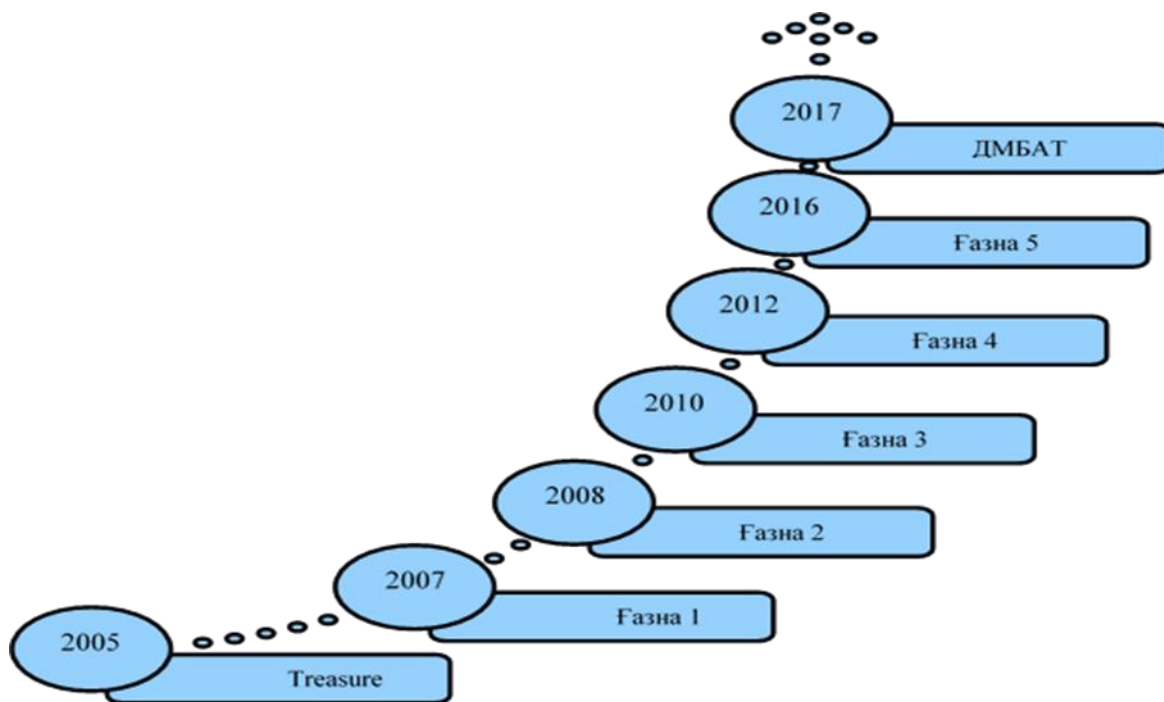 2017
ДМБАТ
2016
Ғазна 5
2012
Ғазна 4
2010
Ғазна 3
2008
Ғазна 2
2007
Ғазна 1
2005
Treasure